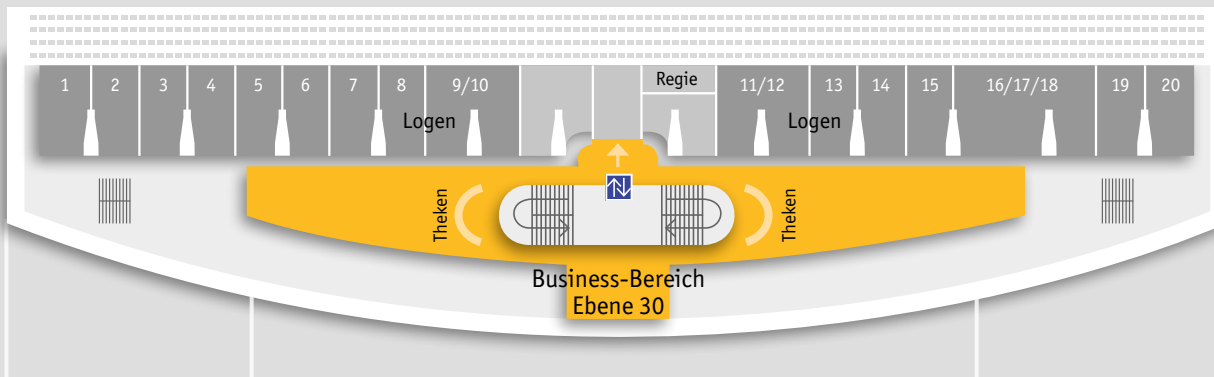 1 2 3 4 5 6 7 8 9/10 Regie 11/12 13 14 15 16/17/18 19 20
Logen Logen
Theken Theken
Business-Bereich
Ebene 30